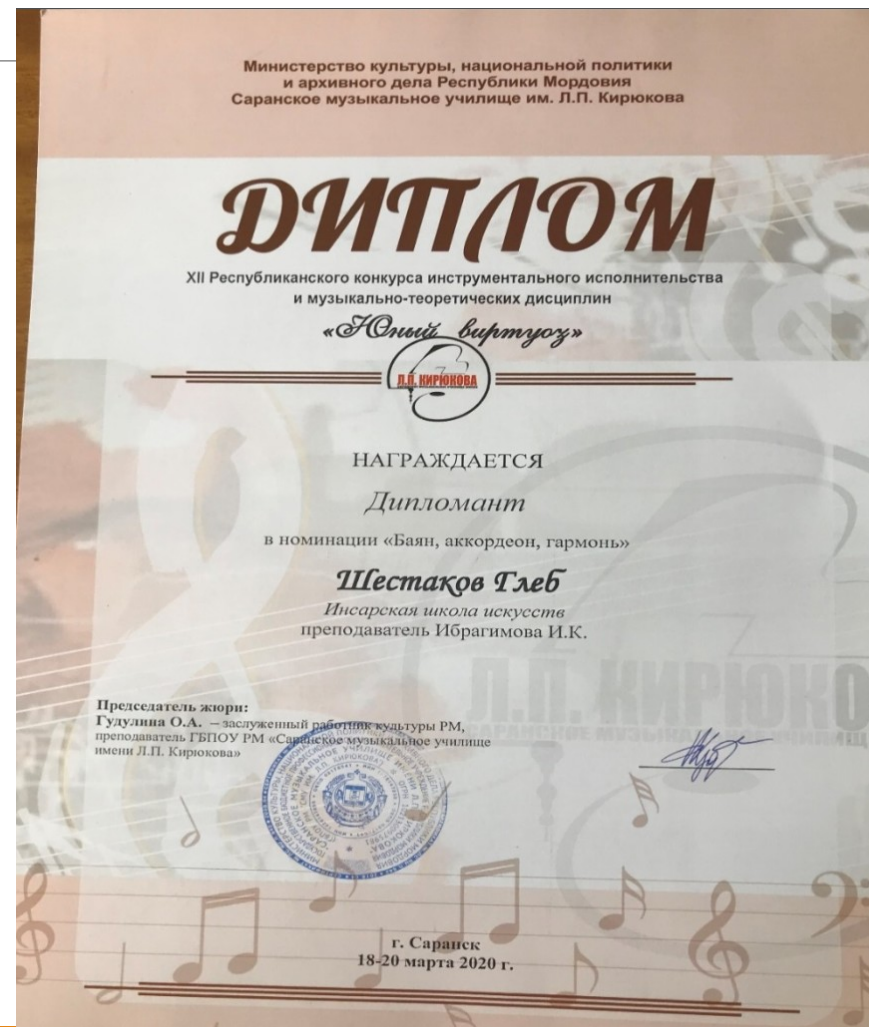 Министерство культуры, национальной политики
и архивного дела Республики Мордовия
Саранское музыкальное училище им. Л.П. Кирюкова
ДИПЛОМ
XII Республиканского конкурса инструментального исполнительства
и музыкально-теоретических дисциплин
«Юный виртуоз»
Л.П. КИРЮКОВА
НАГРАЖДАЕТСЯ
Дипломант
в номинации «Баян, аккордеон, гармонь»
Шестаков Глеб
Инсарская школа искусств
преподаватель Ибрагимова И.К.
Л.П. КИРЮКО
САРАНСКОЕ МУЗЫКАЛЬНОЕ УЧИЛИЩ
Председатель жюри:
Гудулина О.А. – заслуженный работник культуры РМ,
преподаватель ГБПОУ РМ «Саранское музыкальное училище
имени Л.П. Кирюкова»
г. Саранск
18-20 марта 2020 г.